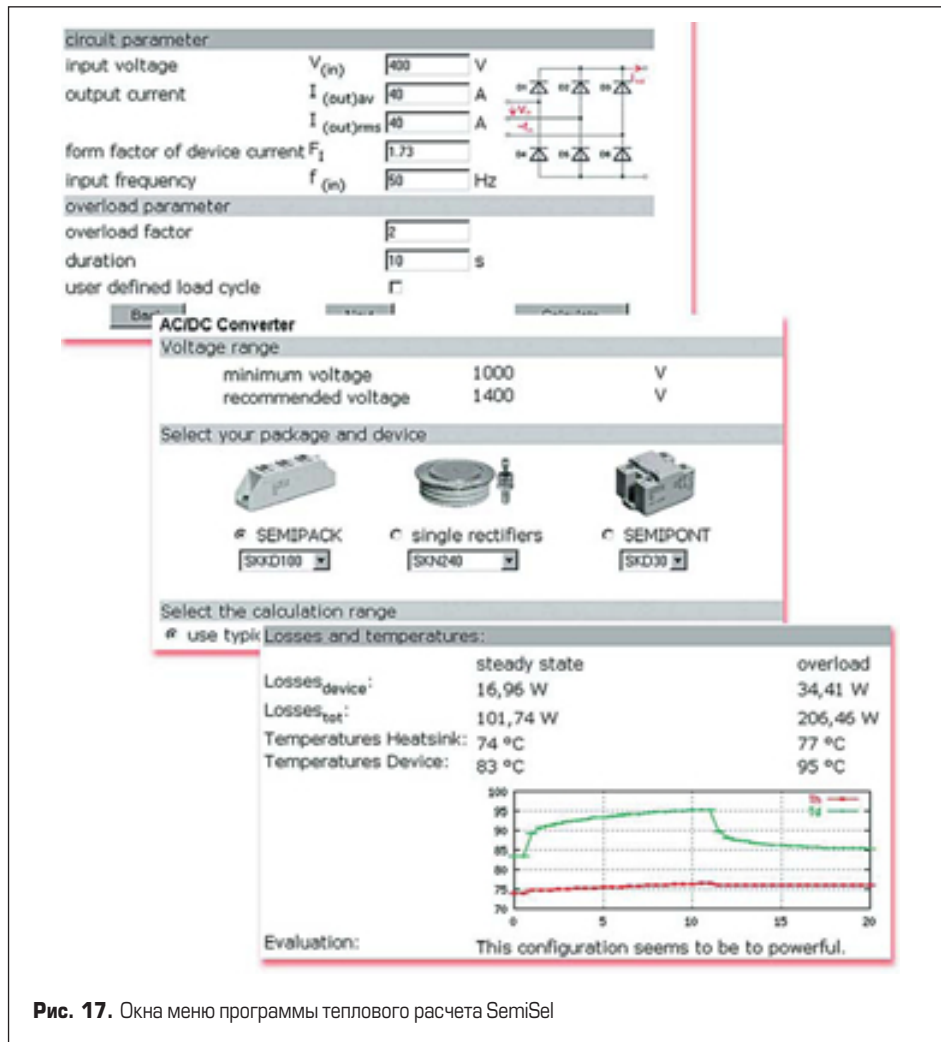 circuit parameter
input voltage V(in) 400 V
output current I (out)av 40 A
I (out)rms 40 A
form factor of device current FI 1.73
input frequency f (in) 50 Hz
overload parameter
overload factor 2
duration 10 s
user defined load cycle
AC/DC Converter
Voltage range
minimum voltage 1000 V
recommended voltage 1400 V
Select your package and device
SEMIPACK single rectifiers SEMIPONT
SKKD100 SKN240 SKD30
Select the calculation range
use
Losses and temperatures:
steady state overload
Lossesdevice: 16,96 W 34,41 W
Lossestot: 101,74 W 206,46 W
Temperatures Heatsink: 74 °C 77 °C
Temperatures Device: 83 °C 95 °C
100
95
90
85
80
75
70
0 5 10 15 20
Th
Td
Evaluation: This configuration seems to be to powerful.
Рис. 17. Окна меню программы теплового расчета SemiSel